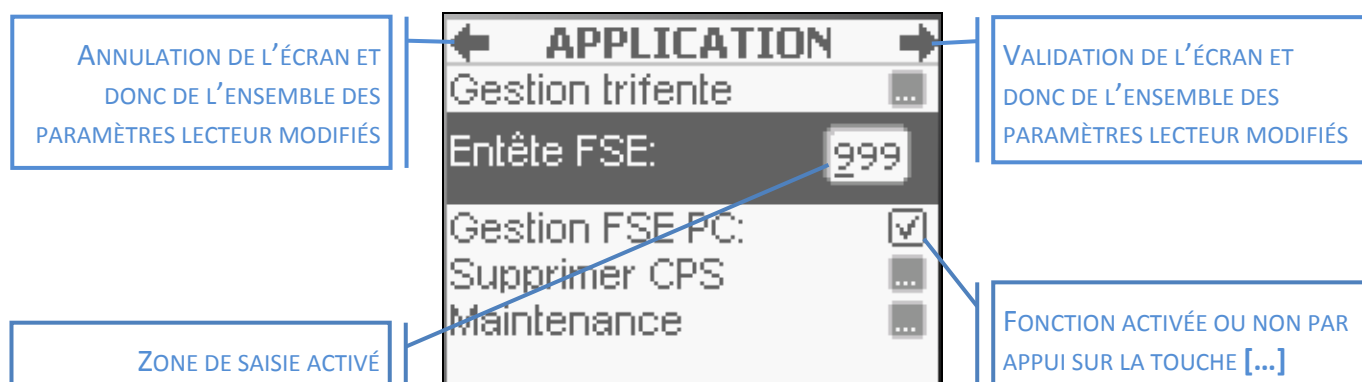 ANNULATION DE L'ÉCRAN ET
DONC DE L'ENSEMBLE DES
PARAMÈTRES LECTEUR MODIFIÉS
APPLICATION
Gestion trifente ...
Entête FSE: 999
Gestion FSE PC:
Supprimer CPS ...
Maintenance ...
VALIDATION DE L'ÉCRAN ET
DONC DE L'ENSEMBLE DES
PARAMÈTRES LECTEUR MODIFIÉS
ZONE DE SAISIE ACTIVÉ
FONCTION ACTIVÉE OU NON PAR
APPUI SUR LA TOUCHE [...]